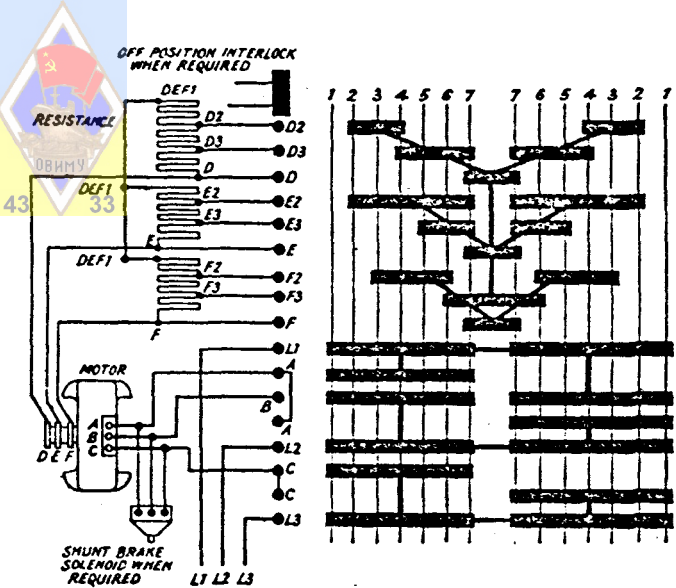 OFF POSITION INTERLOCK
WHEN REQUIRED
DEF1
RESISTANCE
D2
D2
D3
D3
D
D
ОВИМУ
43 33
DEF1
E2
E2
E3
E3
E
E
DEF1
F2
F2
F3
F3
F
F
L1
MOTOR
A
A
B
B
C
A
D E F
L2
C
C
L3
SHUNT BRAKE
SOLENOID WHEN
REQUIRED
L1 L2 L3
1 2 3 4 5 6 7 7 6 5 4 3 2 1